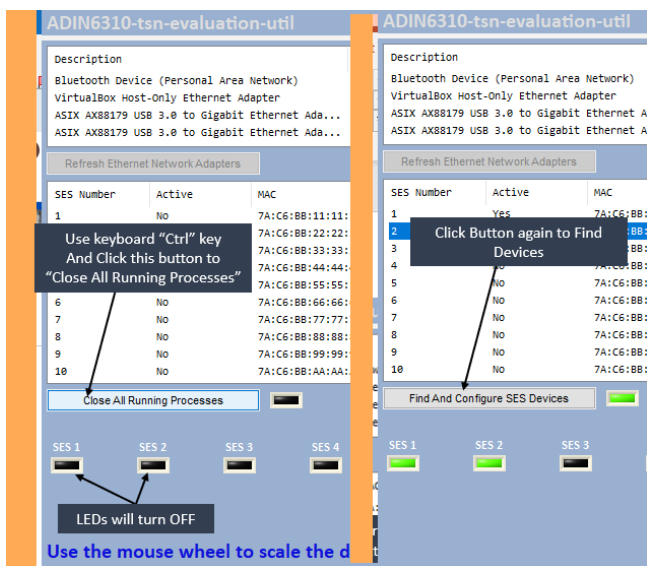 ADIN6310-tsn-evaluation-util
Description
Bluetooth Device (Personal Area Network)
VirtualBox Host-Only Ethernet Adapter
ASIX AX88179 USB 3.0 to Gigabit Ethernet Ada...
ASIX AX88179 USB 3.0 to Gigabit Ethernet Ada...
Refresh Ethernet Network Adapters
SES Number Active MAC
1 No 7A:C6:BB:11:11:
7A:C6:BB:22:22:
7A:C6:BB:33:33:
7A:C6:BB:44:44:
7A:C6:BB:55:55:
Use keyboard “Ctrl” key
And Click this button to
“Close All Running Processes”
6 No 7A:C6:BB:66:66:
7 No 7A:C6:BB:77:77:
8 No 7A:C6:BB:88:88:
9 No 7A:C6:BB:99:99:
10 No 7A:C6:BB:AA:AA:
Close All Running Processes
SES 1 SES 2 SES 3 SES 4
LEDs will turn OFF
Use the mouse wheel to scale the d
ADIN6310-tsn-evaluation-util
Description
Bluetooth Device (Personal Area Network)
VirtualBox Host-Only Ethernet Adapter
ASIX AX88179 USB 3.0 to Gigabit Ethernet A
ASIX AX88179 USB 3.0 to Gigabit Ethernet A
Refresh Ethernet Network Adapters
SES Number Active MAC
1 Yes 7A:C6:BB:
2
Click Button again to Find
Devices
3
4 No 7A:C6:BB:
5 No 7A:C6:BB:
6 No 7A:C6:BB:
7 No 7A:C6:BB:
8 No 7A:C6:BB:
9 No 7A:C6:BB:
10 No 7A:C6:BB:
Find And Configure SES Devices
SES 1 SES 2 SES 3